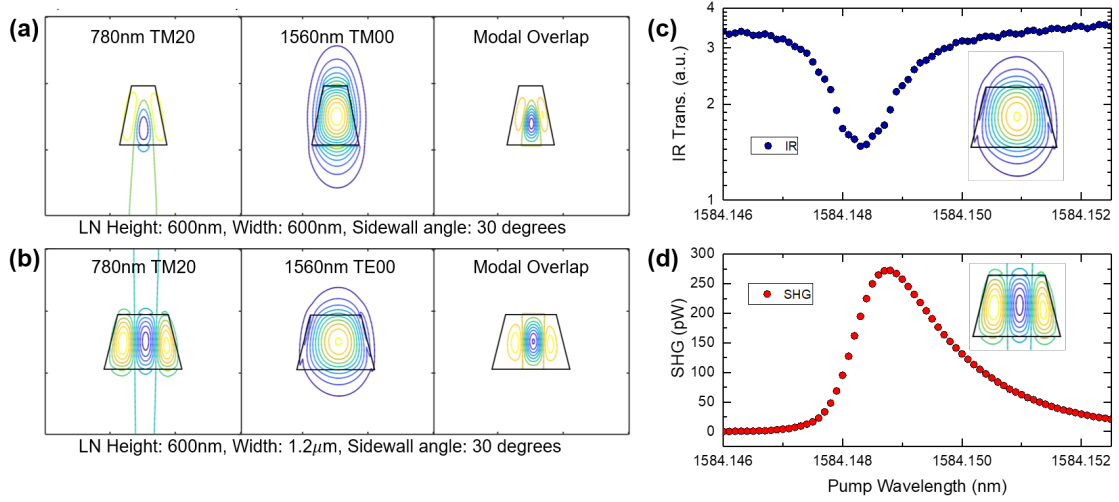 (a)
780nm TM20
1560nm TM00
Modal Overlap
LN Height: 600nm, Width: 600nm, Sidewall angle: 30 degrees
(b)
780nm TM20
1560nm TE00
Modal Overlap
LN Height: 600nm, Width: 1.2μm, Sidewall angle: 30 degrees
(c)
IR Trans. (a.u.)
4
3
2
1
IR
1584.146
1584.148
1584.150
1584.152
(d)
SHG (pW)
300
250
200
150
100
50
0
SHG
1584.146
1584.148
1584.150
1584.152
Pump Wavelength (nm)